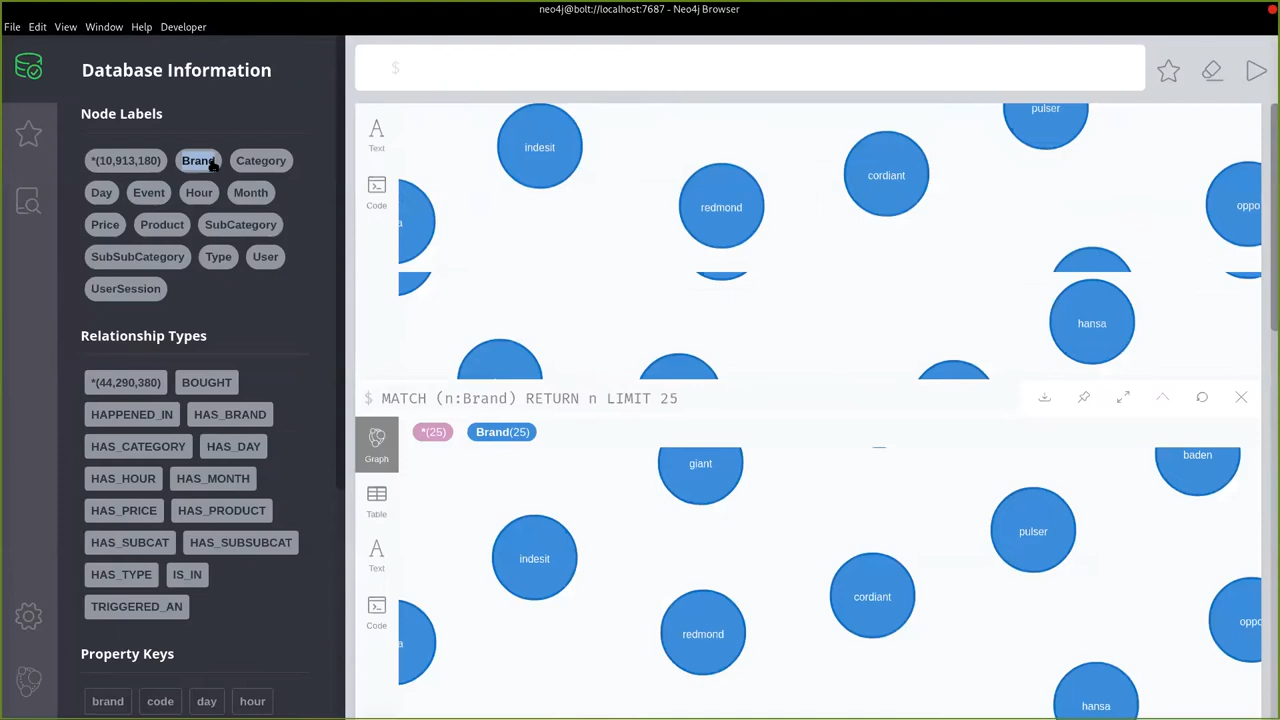 neo4j@bolt://localhost:7687 - Neo4j Browser
File Edit View Window Help Developer
Database Information
Node Labels
*(10,913,180) Brand Category
Day Event Hour Month
Price Product SubCategory
SubSubCategory Type User
UserSession
Relationship Types
*(44,290,380) BOUGHT
HAPPENED_IN HAS_BRAND
HAS_CATEGORY HAS_DAY
HAS_HOUR HAS_MONTH
HAS_PRICE HAS_PRODUCT
HAS_SUBCAT HAS_SUBSUBCAT
HAS_TYPE IS_IN
TRIGGERED_AN
Property Keys
brand code day hour
$
Text
Code
pulser
indesit
cordiant
redmond
oppo
a
hansa
$ MATCH (n:Brand) RETURN n LIMIT 25
*(25) Brand(25)
Graph
Table
Text
Code
giant
baden
pulser
indesit
cordiant
redmond
oppo
a
hansa